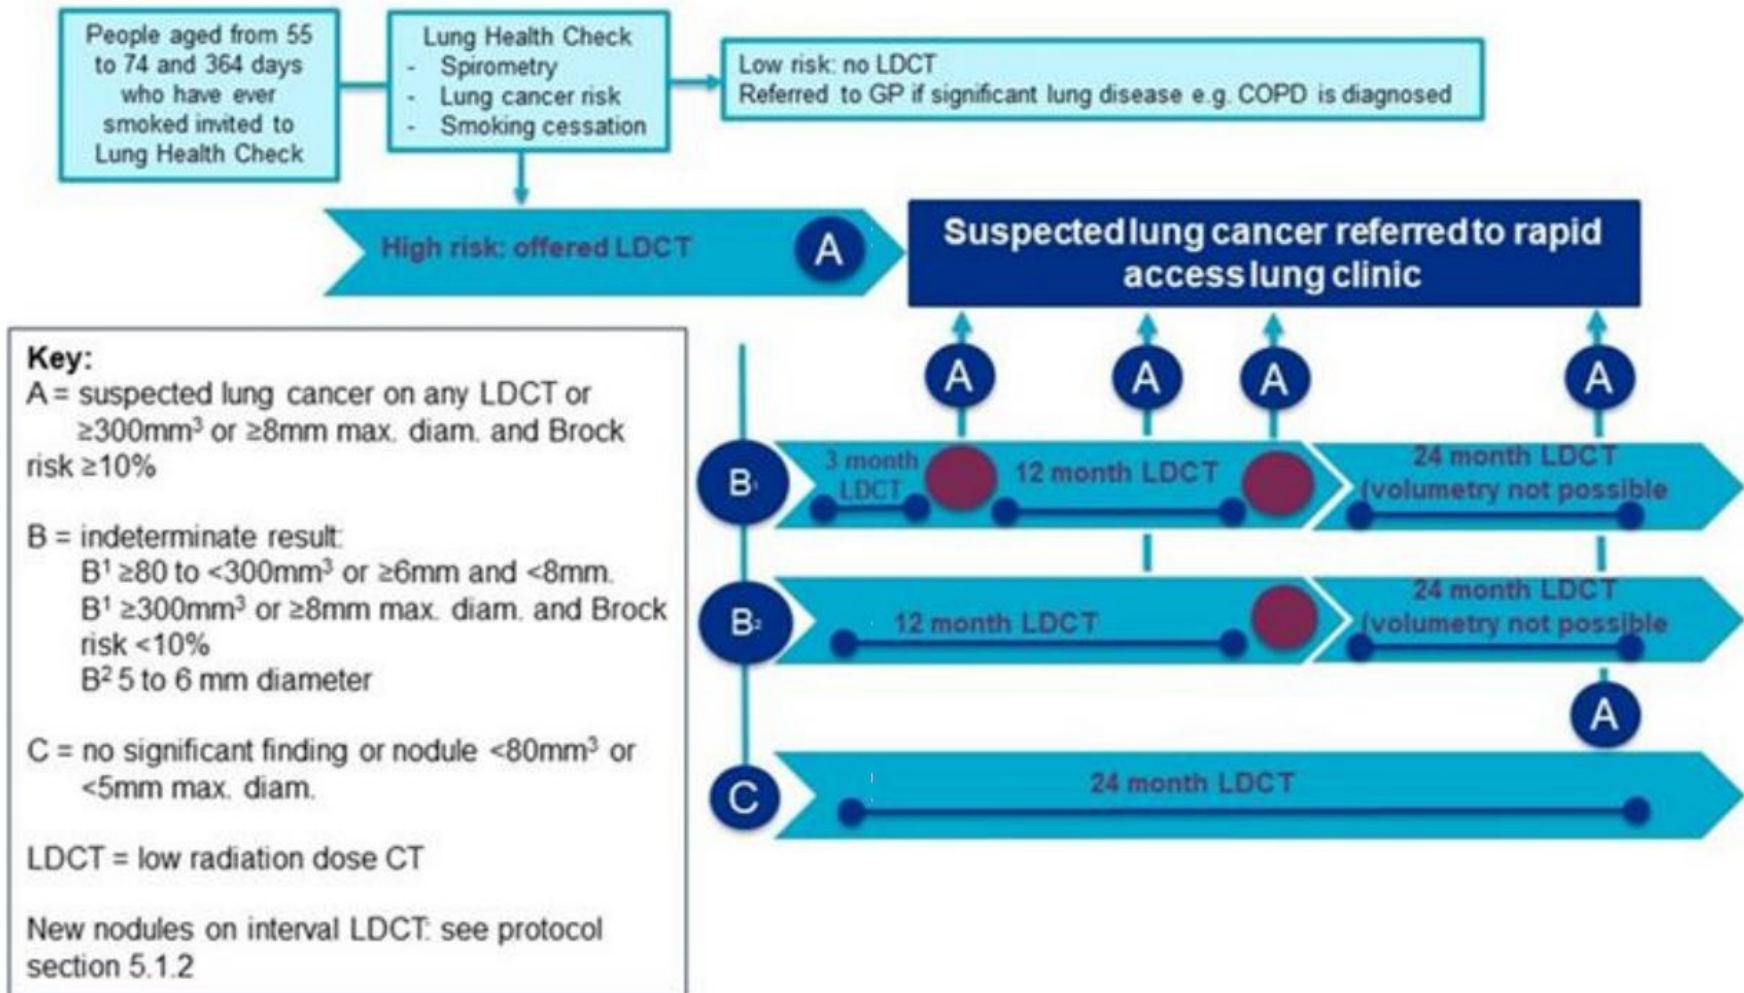 People aged from 55
to 74 and 364 days
who have ever
smoked invited to
Lung Health Check
Lung Health Check
- Spirometry
- Lung cancer risk
- Smoking cessation
Low risk: no LDCT
Referred to GP if significant lung disease e.g. COPD is diagnosed
High risk: offered LDCT
A
Suspected lung cancer referred to rapid
access lung clinic
Key:
A = suspected lung cancer on any LDCT or
≥300mm³ or ≥8mm max. diam. and Brock
risk ≥10%
B = indeterminate result:
B¹ ≥80 to <300mm³ or ≥6mm and <8mm.
B¹ ≥300mm³ or ≥8mm max. diam. and Brock
risk <10%
B² 5 to 6 mm diameter
C = no significant finding or nodule <80mm³ or
<5mm max. diam.
LDCT = low radiation dose CT
New nodules on interval LDCT: see protocol
section 5.1.2
A
A
A
A
B₁
3 month
LDCT
12 month LDCT
24 month LDCT
(volumetry not possible
B₂
12 month LDCT
24 month LDCT
(volumetry not possible
A
C
24 month LDCT